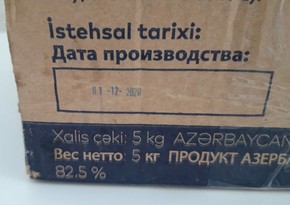 İstehsal tarixi:
Дата производства:
01 -12- 2020
Xalis çəki: 5 kg AZƏRBAYCAN
Вес нетто: 5 кг ПРОДУКТ АЗЕРБ
82.5 %